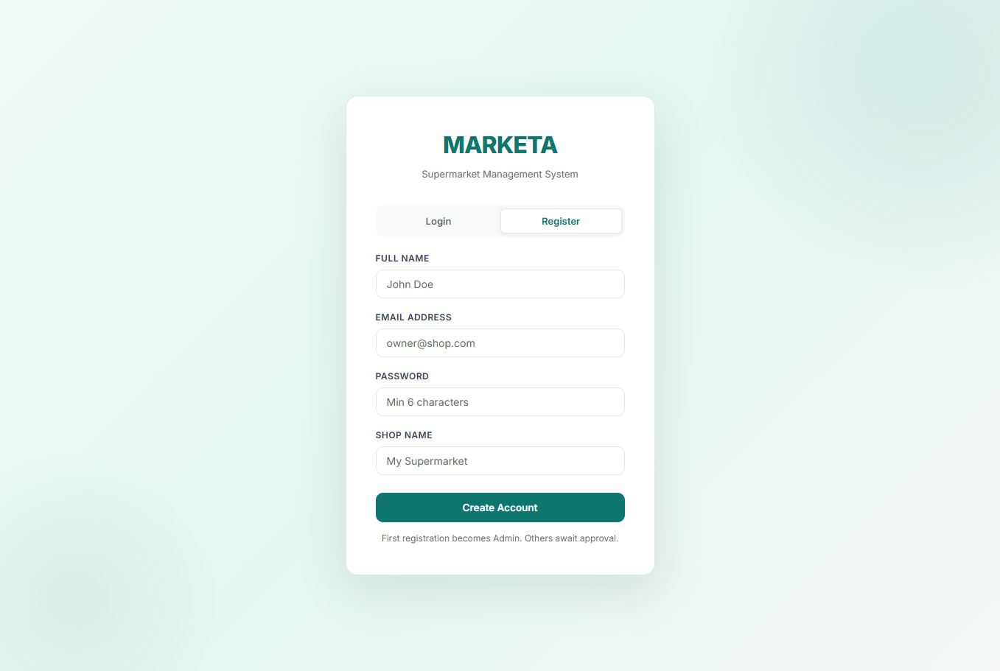 MARKETA
Supermarket Management System
Login
Register
FULL NAME
John Doe
EMAIL ADDRESS
owner@shop.com
PASSWORD
Min 6 characters
SHOP NAME
My Supermarket
Create Account
First registration becomes Admin. Others await approval.